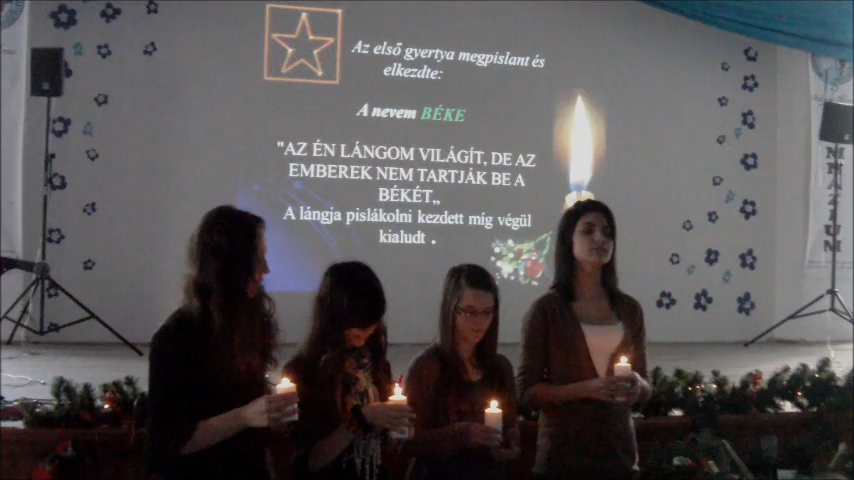 Az első gyertya megpislant és
elkezdte:
A nevem BÉKE
"AZ ÉN LÁNGOM VILÁGÍT, DE AZ
EMBEREK NEM TARTJÁK BE A
BÉKÉT„
A lángja pislákolni kezdett míg végül
kialudt .
MNAZIUM